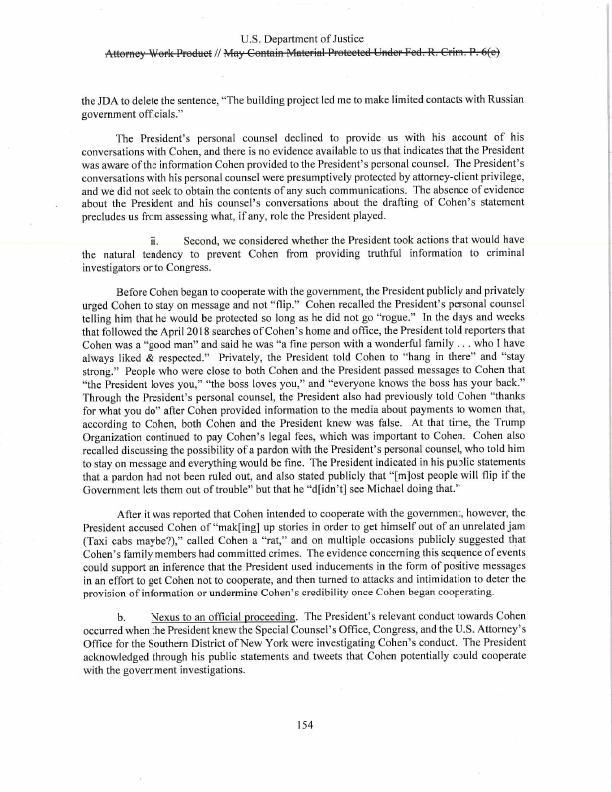 U.S. Department of Justice
Attorney Work Product // May Contain Material Protected Under Fed. R. Crim. P. 6(e)
the JDA to delete the sentence, “The building project led me to make limited contacts with Russian
government officials.”
The President’s personal counsel declined to provide us with his account of his
conversations with Cohen, and there is no evidence available to us that indicates that the President
was aware of the information Cohen provided to the President’s personal counsel. The President’s
conversations with his personal counsel were presumptively protected by attorney-client privilege,
and we did not seek to obtain the contents of any such communications. The absence of evidence
about the President and his counsel’s conversations about the drafting of Cohen’s statement
precludes us from assessing what, if any, role the President played.
ii. Second, we considered whether the President took actions that would have
the natural tendency to prevent Cohen from providing truthful information to criminal
investigators or to Congress.
Before Cohen began to cooperate with the government, the President publicly and privately
urged Cohen to stay on message and not “flip.” Cohen recalled the President’s personal counsel
telling him that he would be protected so long as he did not go “rogue.” In the days and weeks
that followed the April 2018 searches of Cohen’s home and office, the President told reporters that
Cohen was a “good man” and said he was “a fine person with a wonderful family . . . who I have
always liked & respected.” Privately, the President told Cohen to “hang in there” and “stay
strong.” People who were close to both Cohen and the President passed messages to Cohen that
“the President loves you,” “the boss loves you,” and “everyone knows the boss has your back.”
Through the President’s personal counsel, the President also had previously told Cohen “thanks
for what you do” after Cohen provided information to the media about payments to women that,
according to Cohen, both Cohen and the President knew was false. At that time, the Trump
Organization continued to pay Cohen’s legal fees, which was important to Cohen. Cohen also
recalled discussing the possibility of a pardon with the President’s personal counsel, who told him
to stay on message and everything would be fine. The President indicated in his public statements
that a pardon had not been ruled out, and also stated publicly that “[m]ost people will flip if the
Government lets them out of trouble” but that he “d[idn’t] see Michael doing that.”
After it was reported that Cohen intended to cooperate with the government, however, the
President accused Cohen of “mak[ing] up stories in order to get himself out of an unrelated jam
(Taxi cabs maybe?),” called Cohen a “rat,” and on multiple occasions publicly suggested that
Cohen’s family members had committed crimes. The evidence concerning this sequence of events
could support an inference that the President used inducements in the form of positive messages
in an effort to get Cohen not to cooperate, and then turned to attacks and intimidation to deter the
provision of information or undermine Cohen’s credibility once Cohen began cooperating.
b. Nexus to an official proceeding. The President’s relevant conduct towards Cohen
occurred when the President knew the Special Counsel’s Office, Congress, and the U.S. Attorney’s
Office for the Southern District of New York were investigating Cohen’s conduct. The President
acknowledged through his public statements and tweets that Cohen potentially could cooperate
with the government investigations.
154